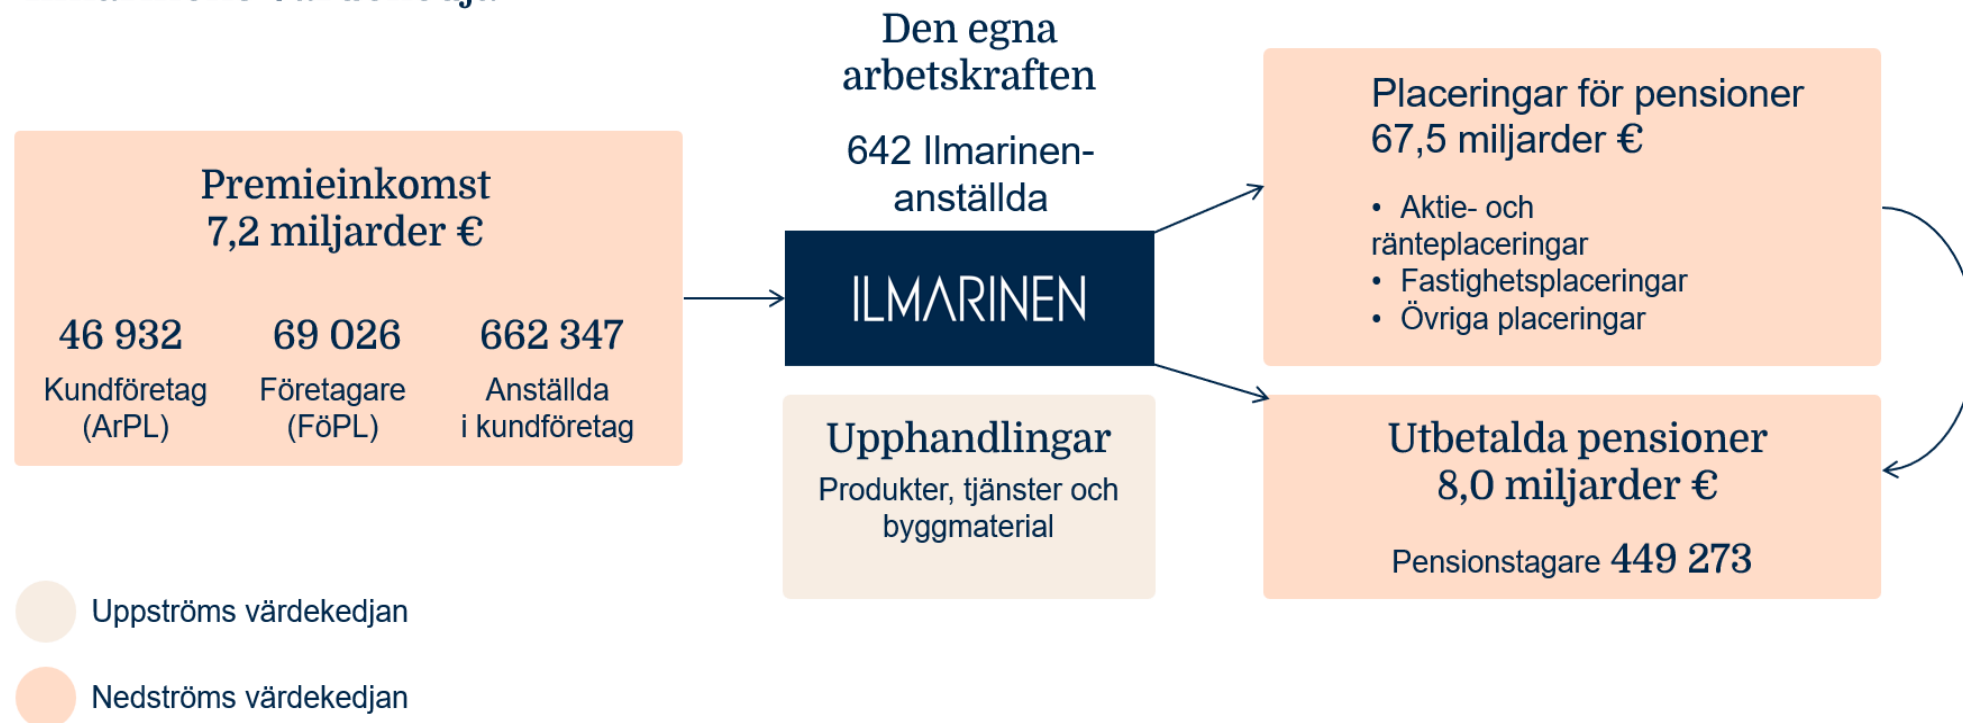 Den egna
arbetskraften
642 Ilmarinen-
anställda
Premieinkomst
7,2 miljarder €
46 932
Kundföretag
(ArPL)
69 026
Företagare
(FöPL)
662 347
Anställda
i kundföretag
ILMARINEN
Upphandlingar
Produkter, tjänster och
byggmaterial
Placeringar för pensioner
67,5 miljarder €
• Aktie- och
ränteplaceringar
• Fastighetsplaceringar
• Övriga placeringar
Utbetalda pensioner
8,0 miljarder €
Pensionstagare 449 273
Uppströms värdekedjan
Nedströms värdekedjan